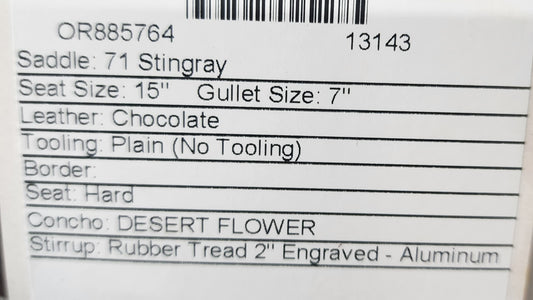 OR885764 13143
Saddle: 71 Stingray
Seat Size: 15" Gullet Size: 7"
Leather: Chocolate
Tooling: Plain (No Tooling)
Border:
Seat: Hard
Concho: DESERT FLOWER
Stirrup: Rubber Tread 2" Engraved - Aluminum